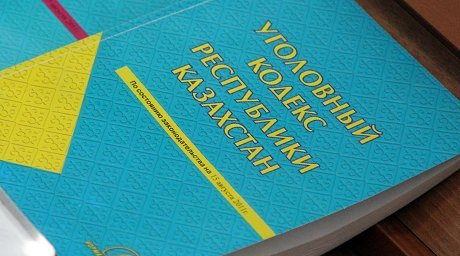 УГОЛОВНЫЙ
КОДЕКС
РЕСПУБЛИКИ
КАЗАХСТАН
По состоянию законодательства на 15 августа 2011 г.